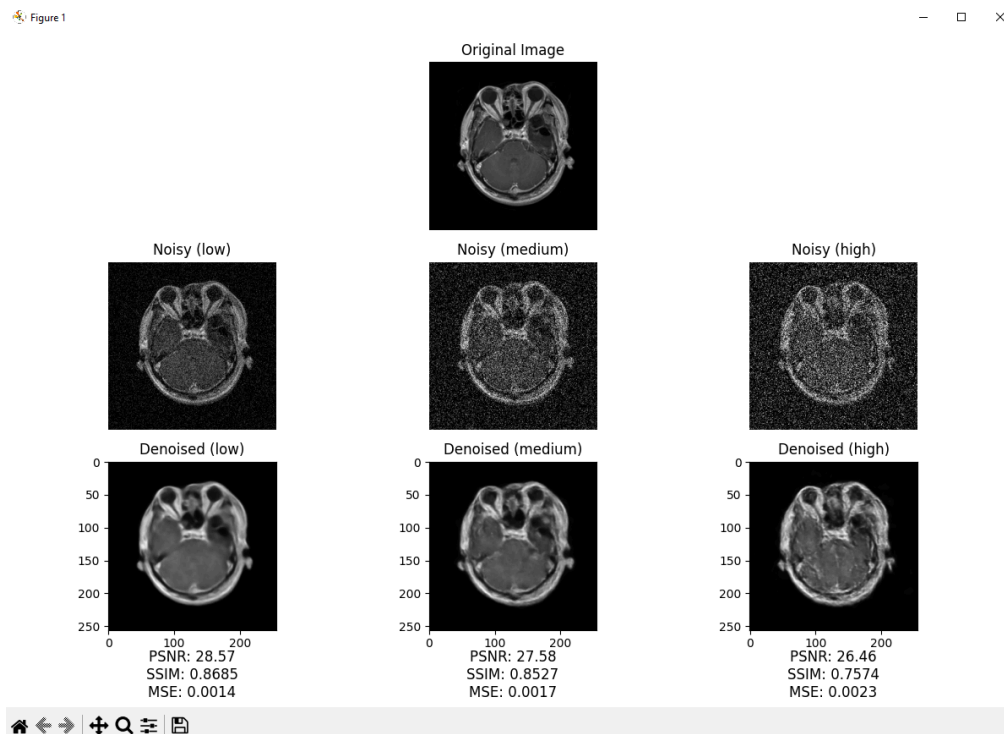 Figure 1
Original Image
Noisy (low)
Noisy (medium)
Noisy (high)
Denoised (low)
Denoised (medium)
Denoised (high)
0
50
100
150
200
250
0
100
200
PSNR: 28.57
SSIM: 0.8685
MSE: 0.0014
0
50
100
150
200
250
0
100
200
PSNR: 27.58
SSIM: 0.8527
MSE: 0.0017
0
50
100
150
200
250
0
100
200
PSNR: 26.46
SSIM: 0.7574
MSE: 0.0023